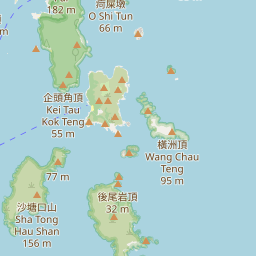 182 m
荷屎墩
O Shi Tun
66 m
企頭角頂
Kei Tau
Kok Teng
55 m
橫洲頂
Wang Chau
Teng
95 m
77 m
沙塘口山
Sha Tong
Hau Shan
156 m
後尾岩頂
32 m